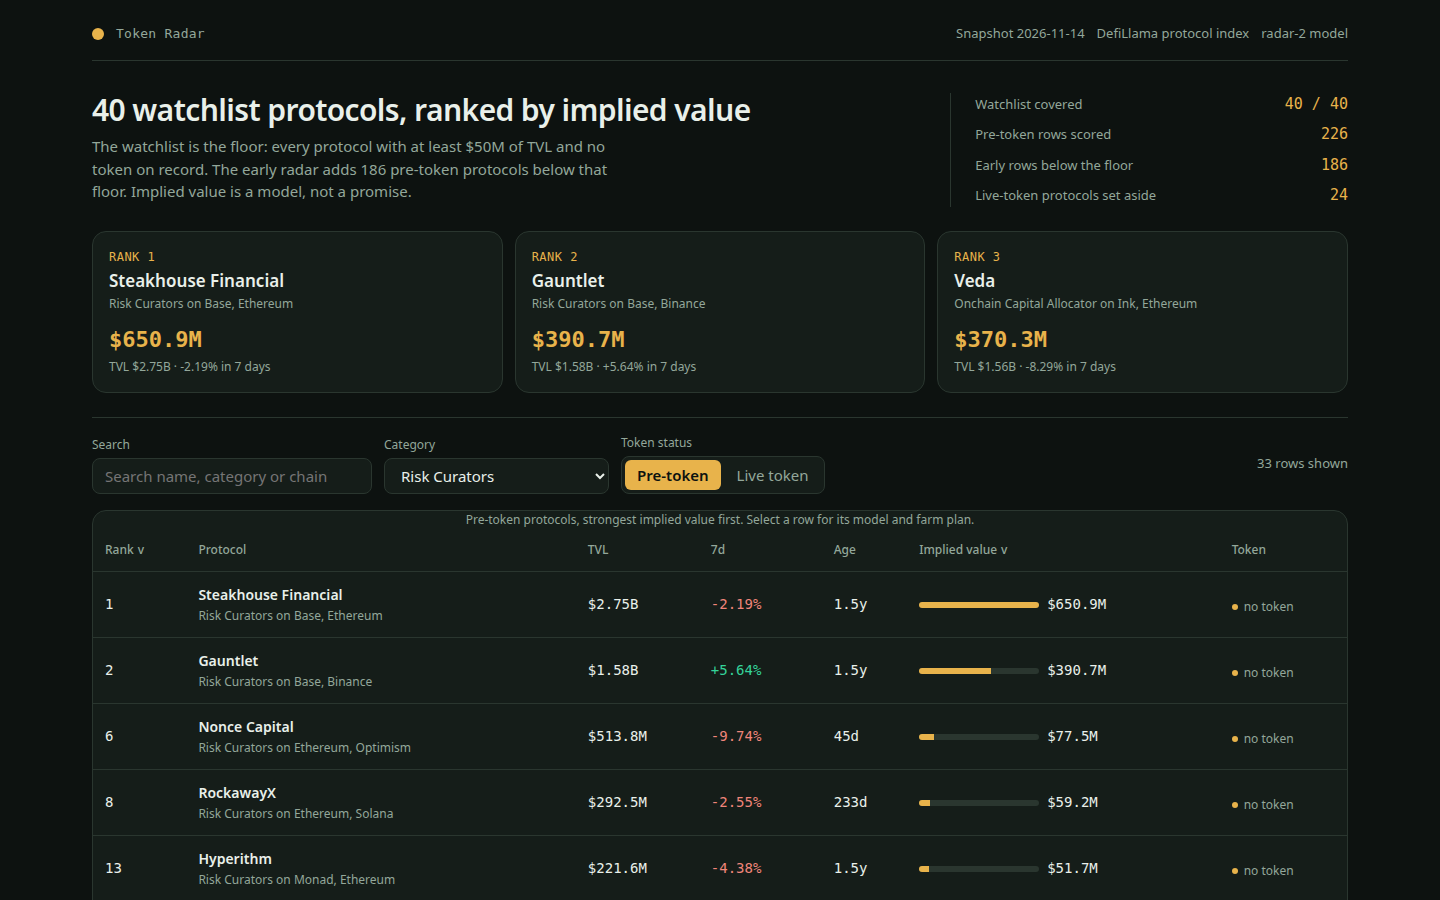 Token Radar
Snapshot 2026-11-14 DefiLlama protocol index radar-2 model
40 watchlist protocols, ranked by implied value
The watchlist is the floor: every protocol with at least $50M of TVL and no
token on record. The early radar adds 186 pre-token protocols below that
floor. Implied value is a model, not a promise.
Watchlist covered 40 / 40
Pre-token rows scored 226
Early rows below the floor 186
Live-token protocols set aside 24
RANK 1
Steakhouse Financial
Risk Curators on Base, Ethereum
$650.9M
TVL $2.75B · -2.19% in 7 days
RANK 2
Gauntlet
Risk Curators on Base, Binance
$390.7M
TVL $1.58B · +5.64% in 7 days
RANK 3
Veda
Onchain Capital Allocator on Ink, Ethereum
$370.3M
TVL $1.56B · -8.29% in 7 days
Search
Search name, category or chain
Category
Risk Curators
Token status
Pre-token Live token
33 rows shown
Pre-token protocols, strongest implied value first. Select a row for its model and farm plan.
Rank v Protocol TVL 7d Age Implied value v Token
1 Steakhouse Financial $2.75B -2.19% 1.5y $650.9M no token
Risk Curators on Base, Ethereum
2 Gauntlet $1.58B +5.64% 1.5y $390.7M no token
Risk Curators on Base, Binance
6 Nonce Capital $513.8M -9.74% 45d $77.5M no token
Risk Curators on Ethereum, Optimism
8 RockawayX $292.5M -2.55% 233d $59.2M no token
Risk Curators on Ethereum, Solana
13 Hyperithm $221.6M -4.38% 1.5y $51.7M no token
Risk Curators on Monad, Ethereum